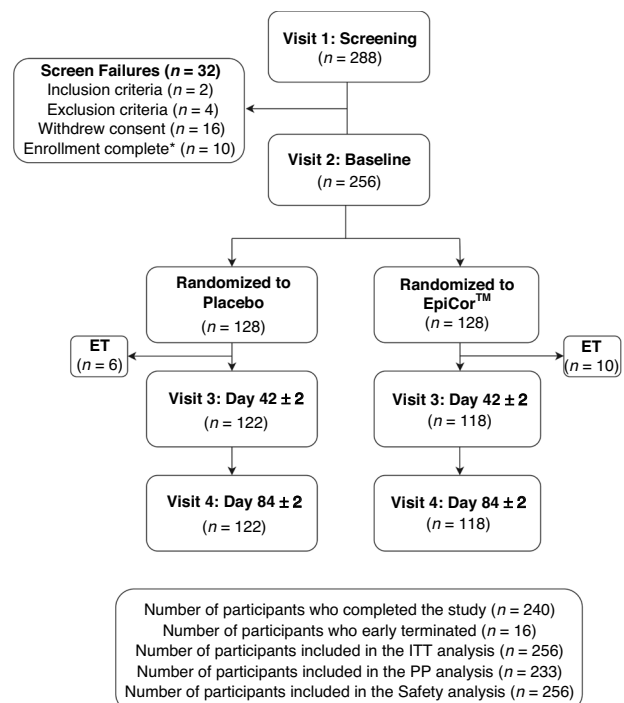 Visit 1: Screening
(n = 288)
Screen Failures (n = 32)
Inclusion criteria (n = 2)
Exclusion criteria (n = 4)
Withdrew consent (n = 16)
Enrollment complete* (n = 10)
Visit 2: Baseline
(n = 256)
Randomized to
Placebo
(n = 128)
Randomized to
EpiCor™
(n = 128)
ET
(n = 6)
ET
(n = 10)
Visit 3: Day 42 ± 2
(n = 122)
Visit 3: Day 42 ± 2
(n = 118)
Visit 4: Day 84 ± 2
(n = 122)
Visit 4: Day 84 ± 2
(n = 118)
Number of participants who completed the study (n = 240)
Number of participants who early terminated (n = 16)
Number of participants included in the ITT analysis (n = 256)
Number of participants included in the PP analysis (n = 233)
Number of participants included in the Safety analysis (n = 256)